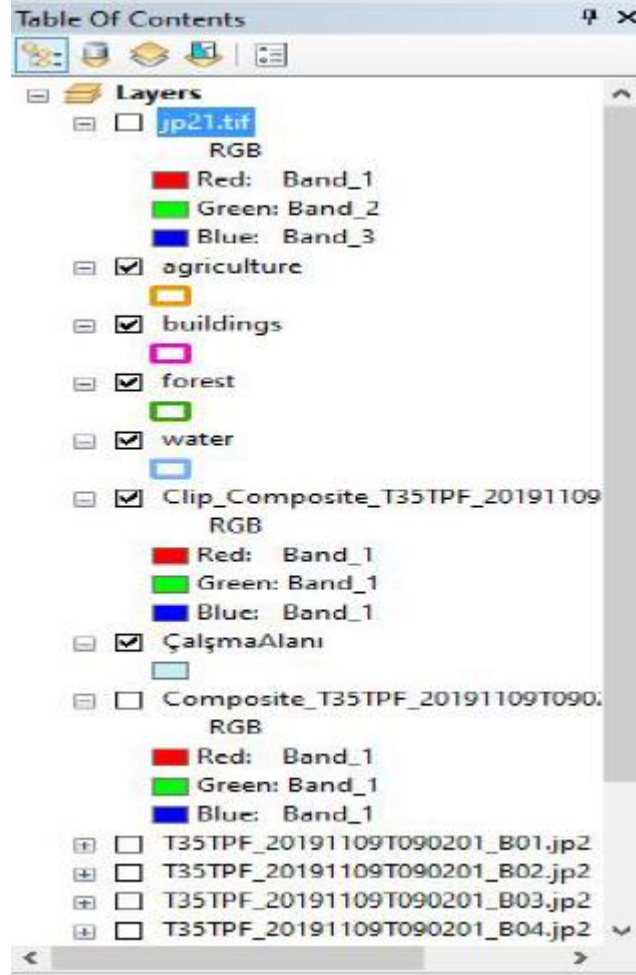 Table Of Contents
Layers
jp21.tif
RGB
Red: Band_1
Green: Band_2
Blue: Band_3
agriculture
buildings
forest
water
Clip_Composite_T35TPF_20191109
RGB
Red: Band_1
Green: Band_1
Blue: Band_1
ÇalşmaAlanı
Composite_T35TPF_20191109T090.
RGB
Red: Band_1
Green: Band_1
Blue: Band_1
T35TPF_20191109T090201_B01.jp2
T35TPF_20191109T090201_B02.jp2
T35TPF_20191109T090201_B03.jp2
T35TPF_20191109T090201_B04.jp2